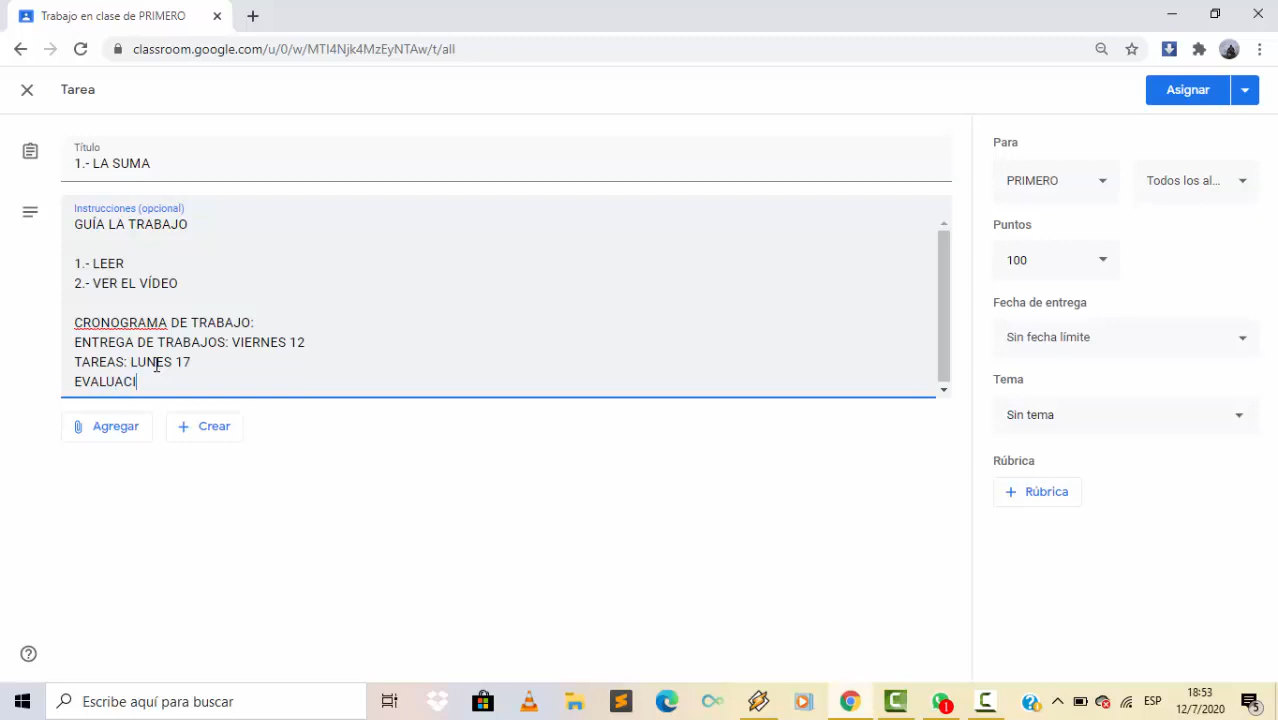 Trabajo en clase de PRIMERO
classroom.google.com/u/0/w/MTI4Njk4MzEyNTAw/t/all
Tarea
Asignar
Título
1.- LA SUMA
Instrucciones (opcional)
GUÍA LA TRABAJO
1.- LEER
2.- VER EL VÍDEO
CRONOGRAMA DE TRABAJO:
ENTREGA DE TRABAJOS: VIERNES 12
TAREAS: LUNES 17
EVALUACI
Agregar
Crear
Para
PRIMERO
Todos los al...
Puntos
100
Fecha de entrega
Sin fecha límite
Tema
Sin tema
Rúbrica
Rúbrica
Escribe aquí para buscar
1
ESP
18:53
12/7/2020
5